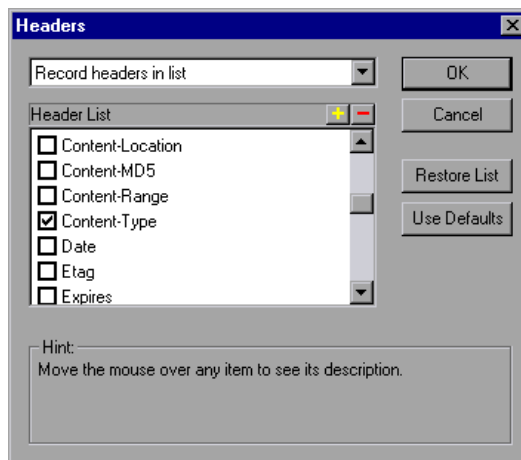 Headers
Record headers in list
OK
Header List
Cancel
Content-Location
Content-MD5
Content-Range
Content-Type
Date
Etag
Expires
Restore List
Use Defaults
Hint:
Move the mouse over any item to see its description.